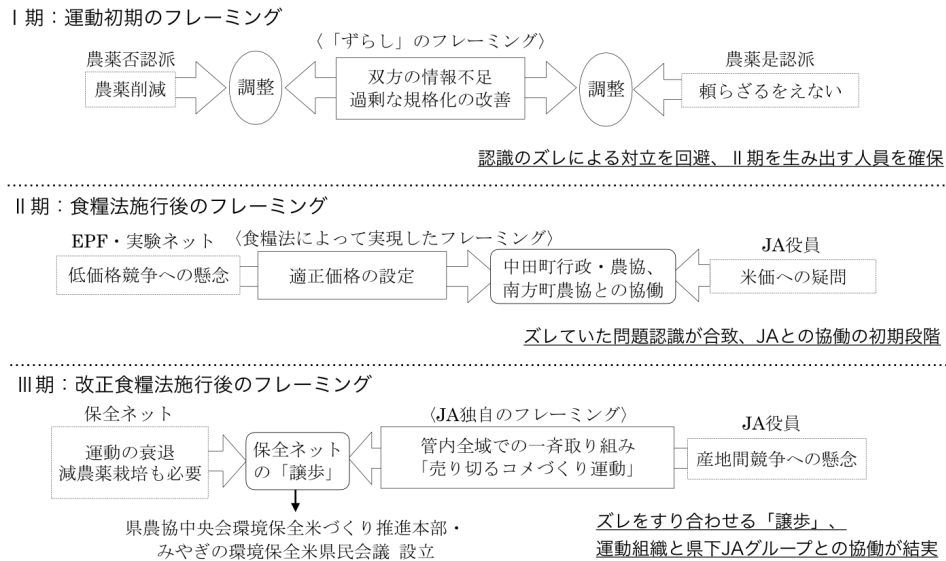 Ⅰ期：運動初期のフレーミング
〈「ずらし」のフレーミング〉
農薬否認派
農薬削減
調整
双方の情報不足
過剰な規格化の改善
調整
農薬是認派
頼らざるをえない
認識のズレによる対立を回避、Ⅱ期を生み出す人員を確保
Ⅱ期：食糧法施行後のフレーミング
EPF・実験ネット
〈食糧法によって実現したフレーミング〉
低価格競争への懸念
適正価格の設定
中田町行政・農協、
南方町農協との協働
JA役員
米価への疑問
ズレていた問題認識が合致、JAとの協働の初期段階
Ⅲ期：改正食糧法施行後のフレーミング
保全ネット
運動の衰退
減農薬栽培も必要
保全ネット
の「譲歩」
〈JA独自のフレーミング〉
管内全域での一斉取り組み
「売り切るコメづくり運動」
JA役員
産地間競争への懸念
県農協中央会環境保全米づくり推進本部・
みやぎの環境保全米県民会議 設立
ズレをすり合わせる「譲歩」、
運動組織と県下JAグループとの協働が結実